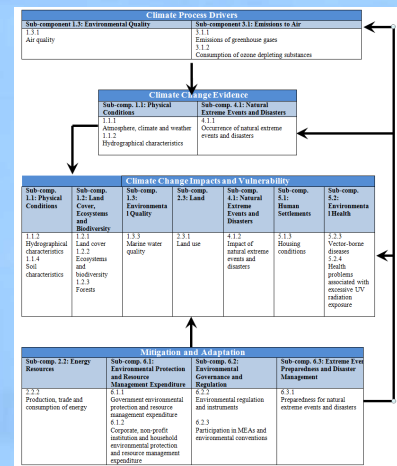 Climate Process Drivers
Sub-component 1.3: Environmental Quality
1.3.1
Air quality
Sub-component 3.1: Emissions to Air
3.1.1
Emissions of greenhouse gases
3.1.2
Consumption of ozone depleting substances
Climate Change Evidence
Sub-comp. 1.1: Physical
Conditions
1.1.1
Atmosphere, climate and weather
1.1.2
Hydrographical characteristics
Sub-comp. 4.1: Natural
Extreme Events and Disasters
4.1.1
Occurrence of natural extreme
events and disasters
Climate Change Impacts and Vulnerability
Sub-comp.
1.1: Physical
Conditions
1.1.2
Hydrographical
characteristics
1.1.4
Soil
characteristics
Sub-comp.
1.2: Land
Cover,
Ecosystems
and
Biodiversity
1.2.1
Land cover
1.2.2
Ecosystems
and
biodiversity
1.2.3
Forests
Sub-comp.
1.3:
Environmenta
l Quality
1.3.3
Marine water
quality
Sub-comp.
2.3: Land
2.3.1
Land use
Sub-comp.
4.1: Natural
Extreme
Events and
Disasters
4.1.2
Impact of
natural extreme
events and
disasters
Sub-comp.
5.1:
Human
Settlements
5.1.3
Housing
conditions
Sub-comp.
5.2:
Environmenta
l Health
5.2.3
Vector-borne
diseases
5.2.4
Health
problems
associated with
excessive UV
radiation
exposure
Mitigation and Adaptation
Sub-comp. 2.2: Energy
Resources
2.2.2
Production, trade and
consumption of energy
Sub-comp. 6.1:
Environmental Protection
and Resource
Management Expenditure
6.1.1
Government environmental
protection and resource
management expenditure
6.1.2
Corporate, non-profit
institution and household
environmental protection
and resource management
expenditure
Sub-comp. 6.2:
Environmental
Governance and
Regulation
6.2.2
Environmental regulation
and instruments
6.2.3
Participation in MEAs and
environmental conventions
Sub-comp. 6.3: Extreme Even
Preparedness and Disaster
Management
6.3.1
Preparedness for natural
extreme events and disasters